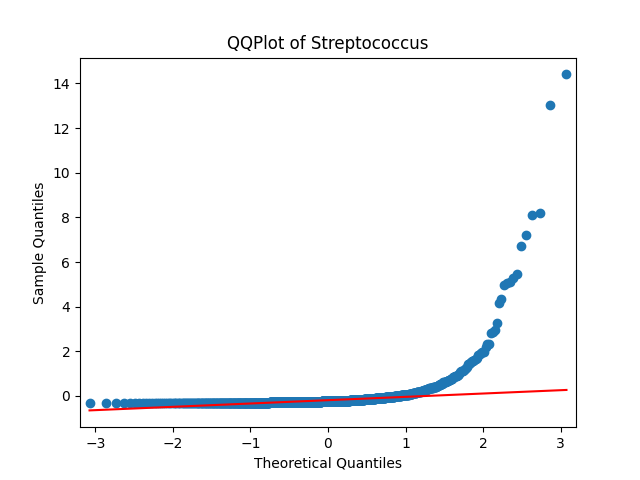 QQPlot of Streptococcus
14
12
10
8
6
4
2
0
Sample Quantiles
−3 −2 −1 0 1 2 3
Theoretical Quantiles